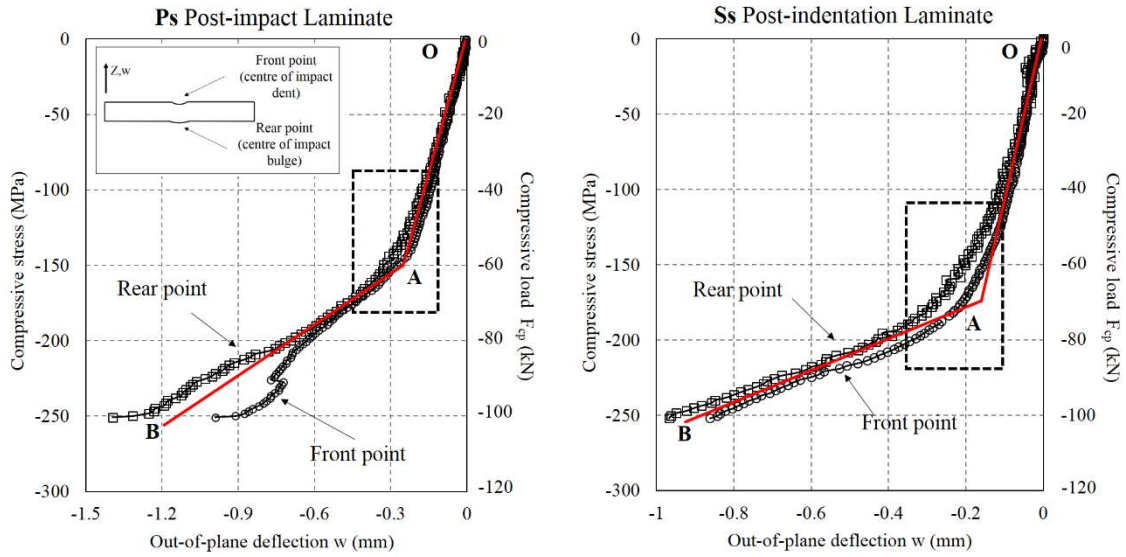 Ps Post-impact Laminate
0
-50
-100
-150
-200
-250
-300
Compressive stress (MPa)
Z,w
Front point
(centre of impact
dent)
Rear point
(centre of impact
bulge)
O
A
B
Rear point
Front point
0
-20
-40
-60
-80
-100
-120
Compressive load F_cp (kN)
-1.5 -1.2 -0.9 -0.6 -0.3 0
Out-of-plane deflection w (mm)
Ss Post-indentation Laminate
0
-50
-100
-150
-200
-250
-300
Compressive stress (MPa)
O
A
B
Rear point
Front point
0
-20
-40
-60
-80
-100
-120
Compressive load F_cp (kN)
-1 -0.8 -0.6 -0.4 -0.2 0
Out-of-plane deflection w (mm)